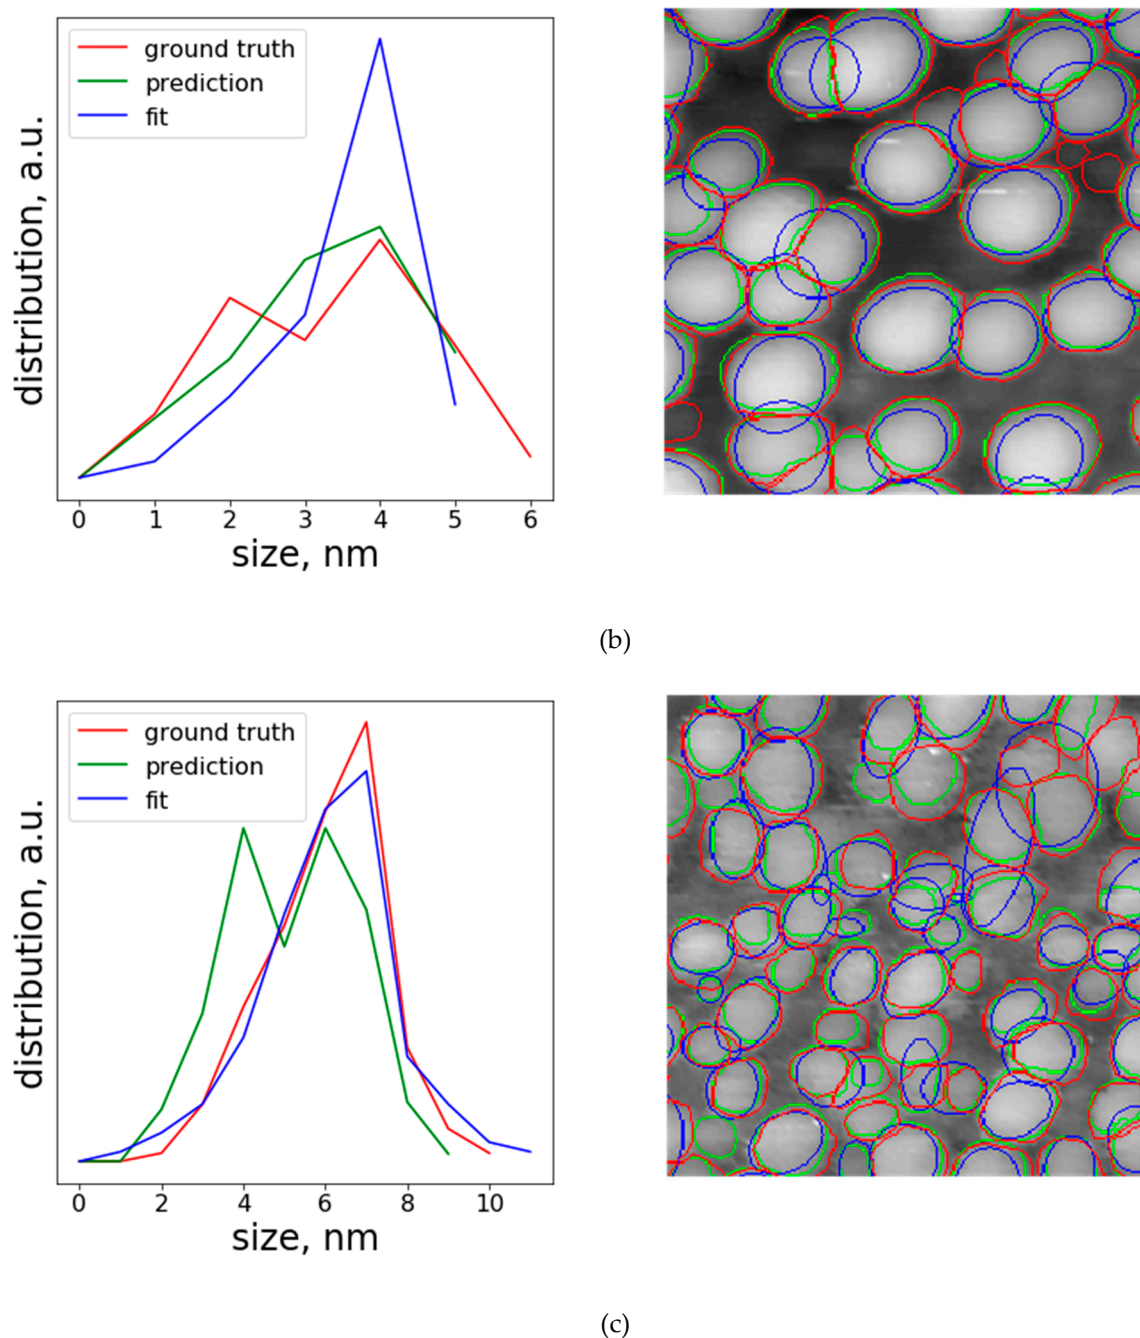 ground truth
prediction
fit
distribution, a.u.
0 1 2 3 4 5 6
size, nm
(b)
ground truth
prediction
fit
distribution, a.u.
0 2 4 6 8 10
size, nm
(c)